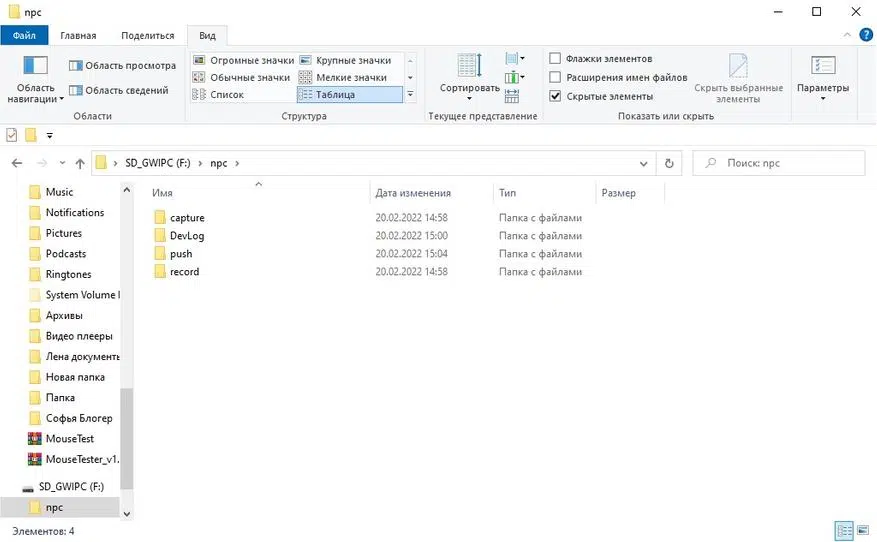 npc
Файл Главная Поделиться Вид
Область навигации
Область просмотра
Область сведений
Области
Огромные значки Крупные значки
Обычные значки Мелкие значки
Список Таблица
Структура
Сортировать
Текущее представление
Флажки элементов
Расширения имен файлов
Скрытые элементы
Скрыть выбранные элементы
Показать или скрыть
Параметры
SD_GWIPC (F:) npc
Поиск: npc
Music
Notifications
Pictures
Podcasts
Ringtones
System Volume I
Архивы
Видео плееры
Лена документь
Новая папка
Папка
Софья Блогер
MouseTest
MouseTester_v1.
SD_GWIPC (F:)
npc
Имя Дата изменения Тип Размер
capture 20.02.2022 14:58 Папка с файлами
DevLog 20.02.2022 15:00 Папка с файлами
push 20.02.2022 15:04 Папка с файлами
record 20.02.2022 14:58 Папка с файлами
Элементов: 4